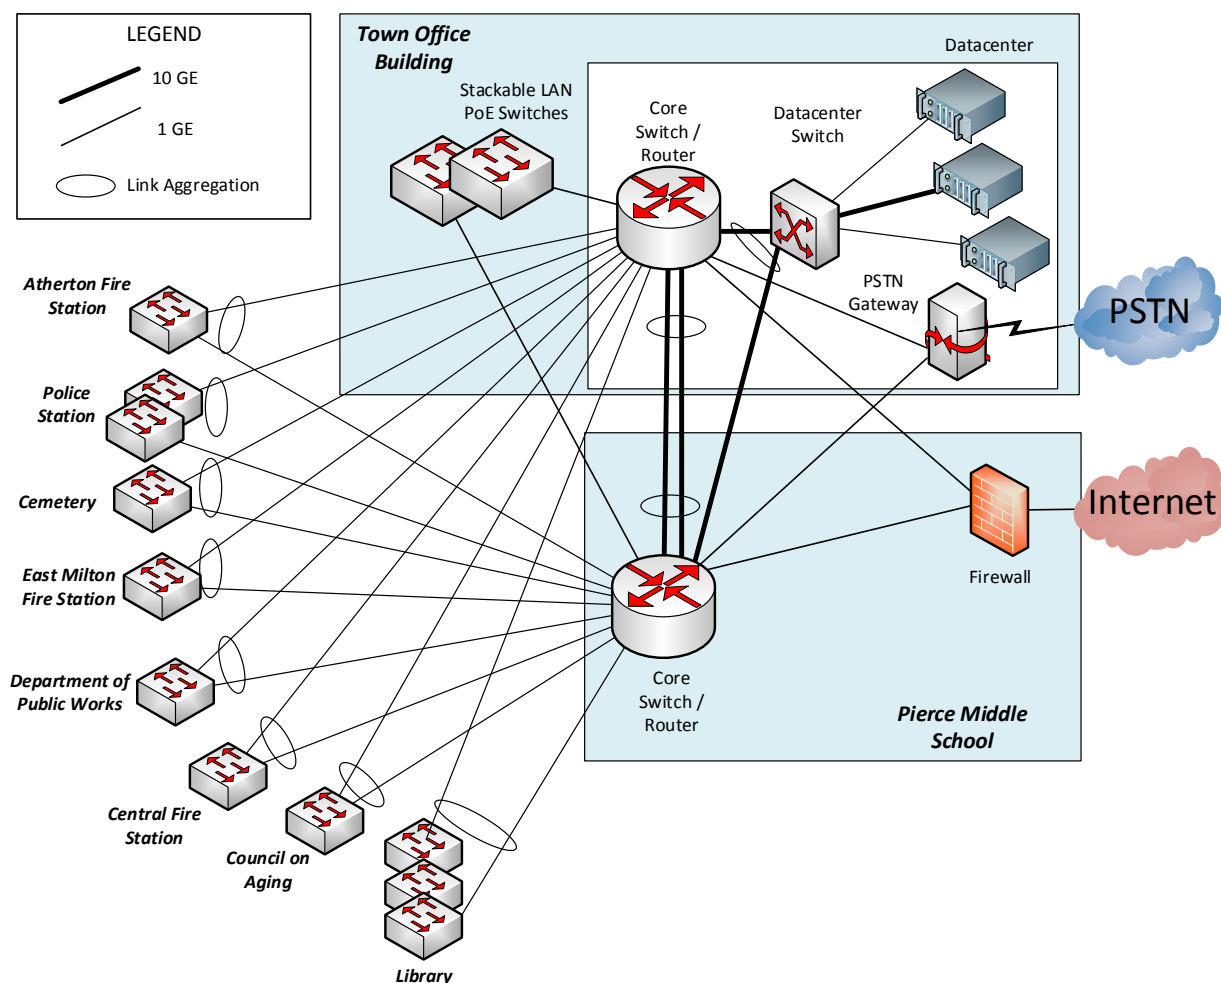 LEGEND
10 GE
1 GE
Link Aggregation
Town Office
Building
Stackable LAN
PoE Switches
Core
Switch /
Router
Datacenter
Switch
Datacenter
PSTN
Gateway
PSTN
Atherton Fire
Station
Police
Station
Cemetery
East Milton
Fire Station
Department of
Public Works
Central Fire
Station
Council on
Aging
Library
Core
Switch /
Router
Firewall
Internet
Pierce Middle
School